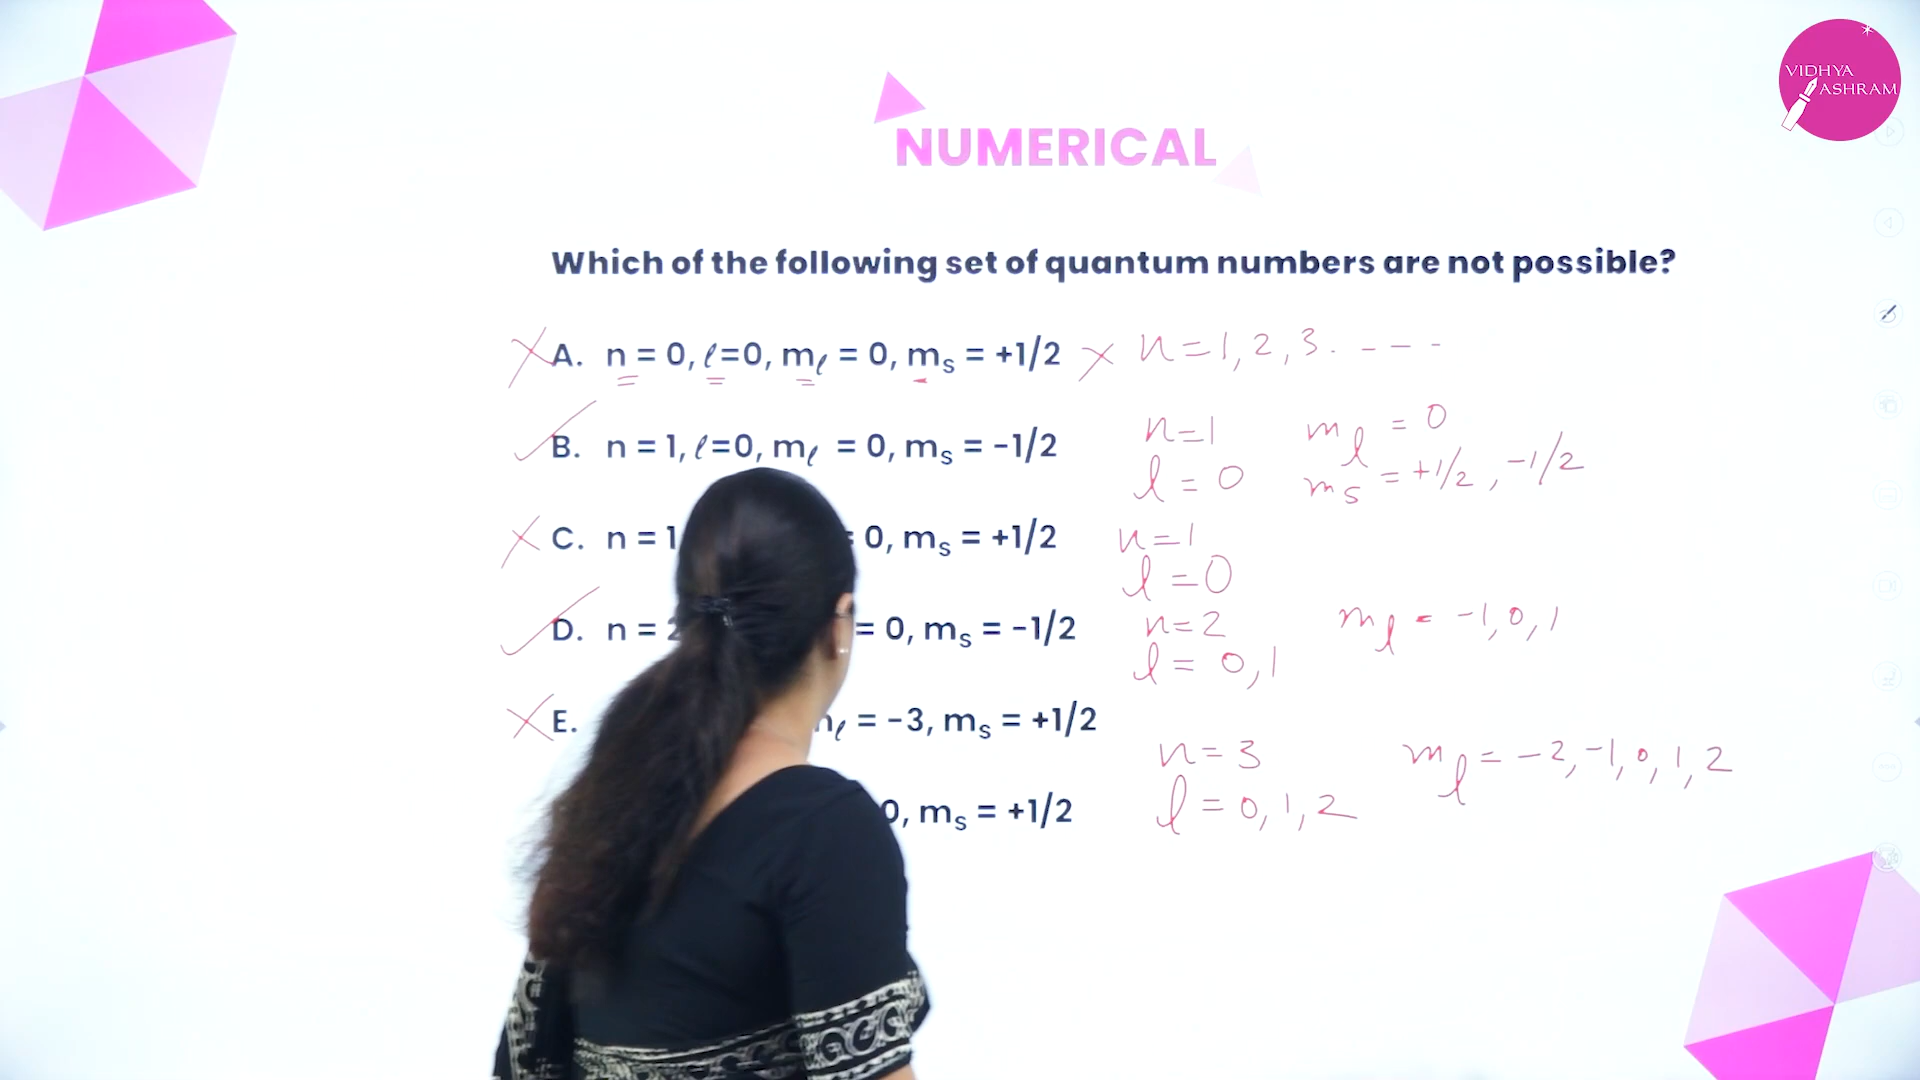 VIDHYA
ASHRAM
NUMERICAL
Which of the following set of quantum numbers are not possible?
A. n = 0, ℓ=0, mℓ = 0, ms = +1/2 × n=1, 2, 3. - - - -
B. n = 1, ℓ=0, mℓ = 0, ms = -1/2
n=1 mℓ = 0
l = 0 ms = +1/2, -1/2
C. n = 1 0, ms = +1/2
n=1
l = 0
D. n = 2 = 0, ms = -1/2
n=2 ml = -1, 0, 1
l = 0, 1
E. = -3, ms = +1/2
n=3 ml = -2, -1, 0, 1, 2
l = 0, 1, 2
0, ms = +1/2